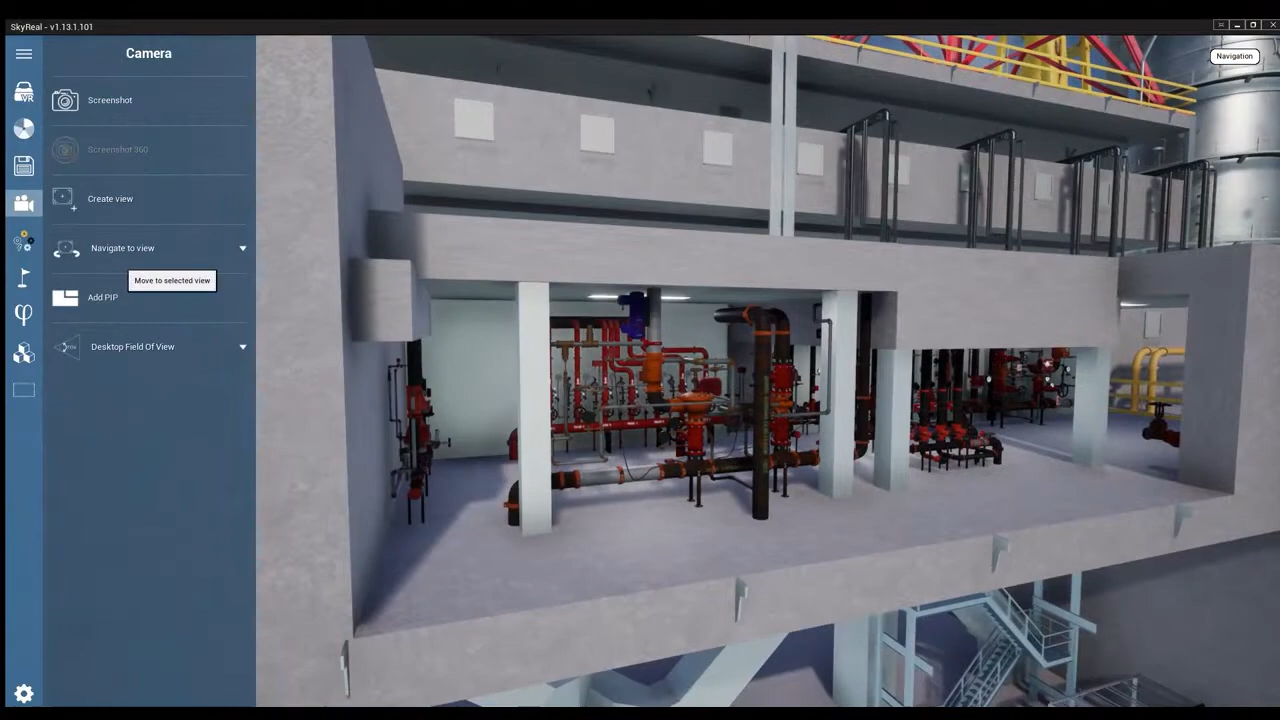 SkyReal - v1.13.1.101
Camera
Navigation
VR
Screenshot
Screenshot 360
Create view
Navigate to view
Move to selected view
Add PIP
Desktop Field Of View